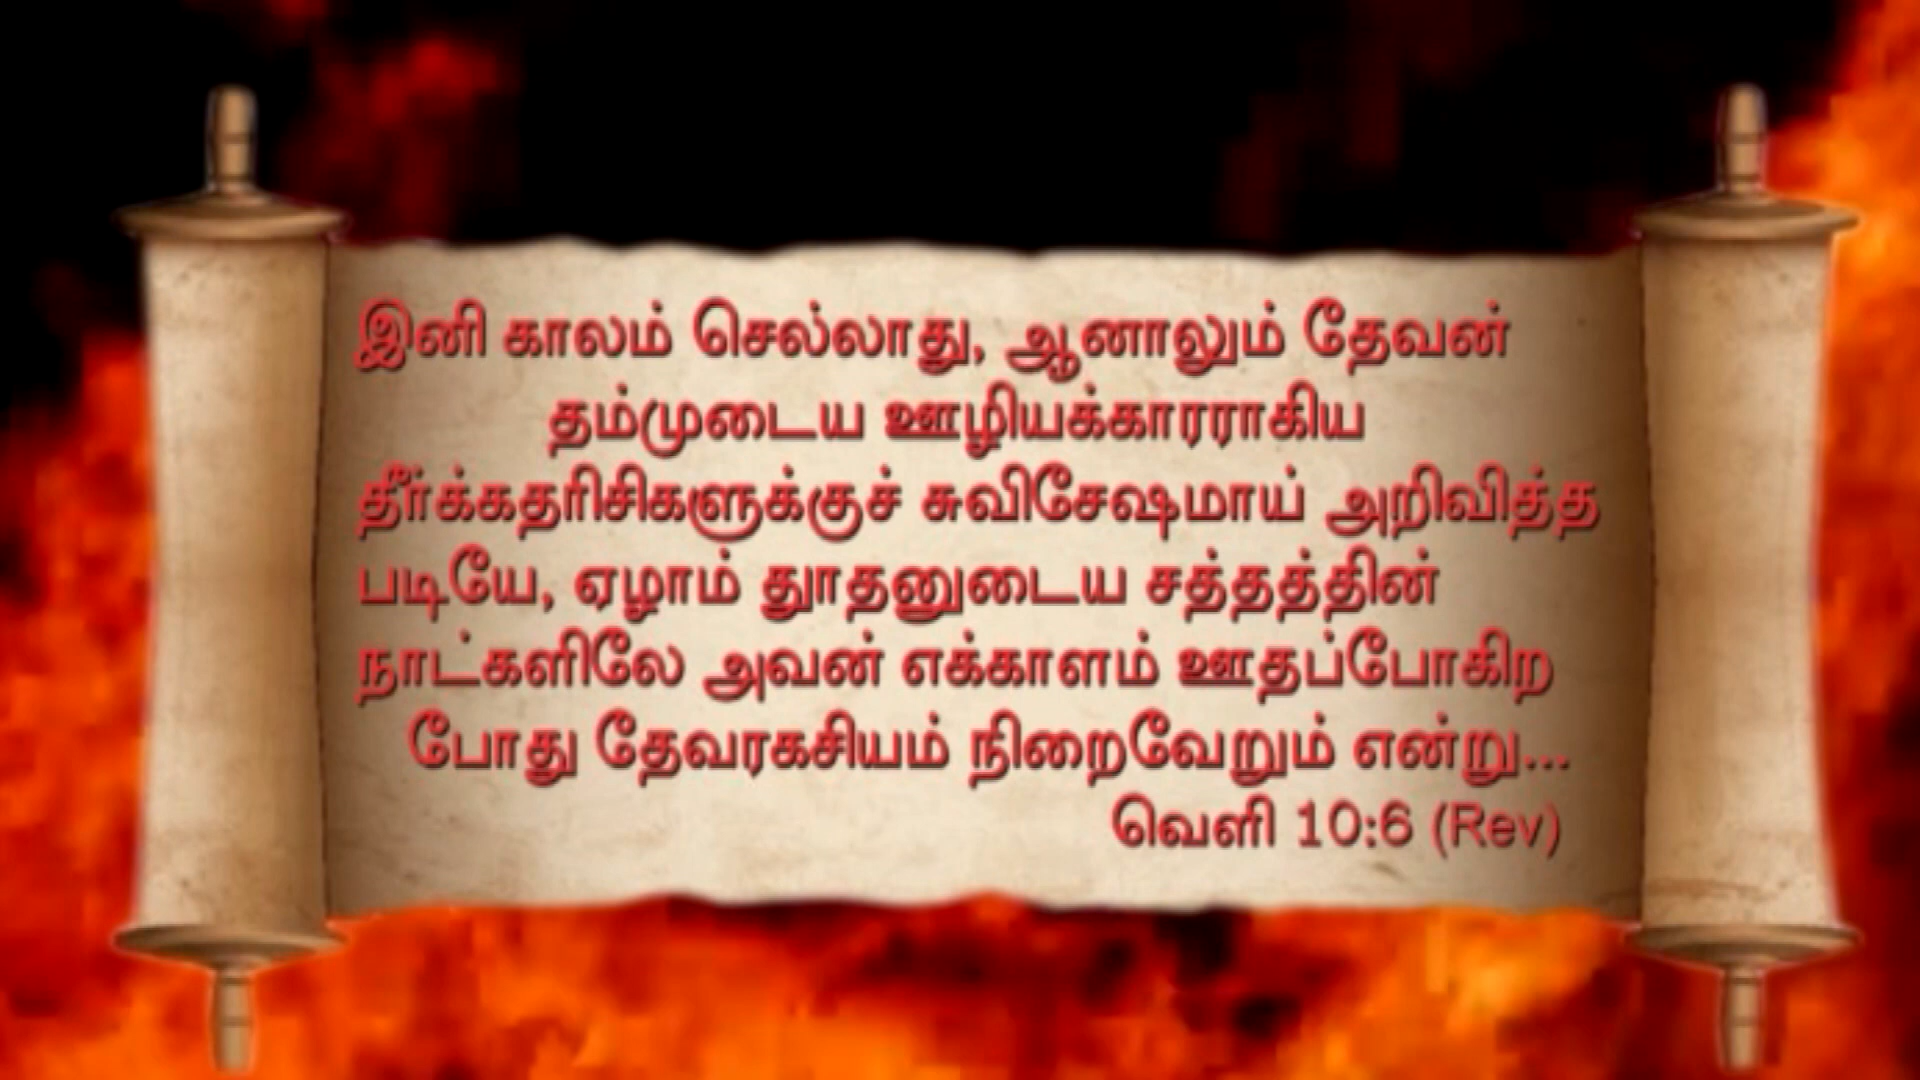 இனி காலம் செல்லாது, ஆனாலும் தேவன்
தம்முடைய ஊழியக்காரராகிய
தீர்க்கதரிசிகளுக்குச் சுவிசேஷமாய் அறிவித்த
படியே, ஏழாம் தூதனுடைய சத்தத்தின்
நாட்களிலே அவன் எக்காளம் ஊதப்போகிற
போது தேவரகசியம் நிறைவேறும் என்று...
வெளி 10:6 (Rev)